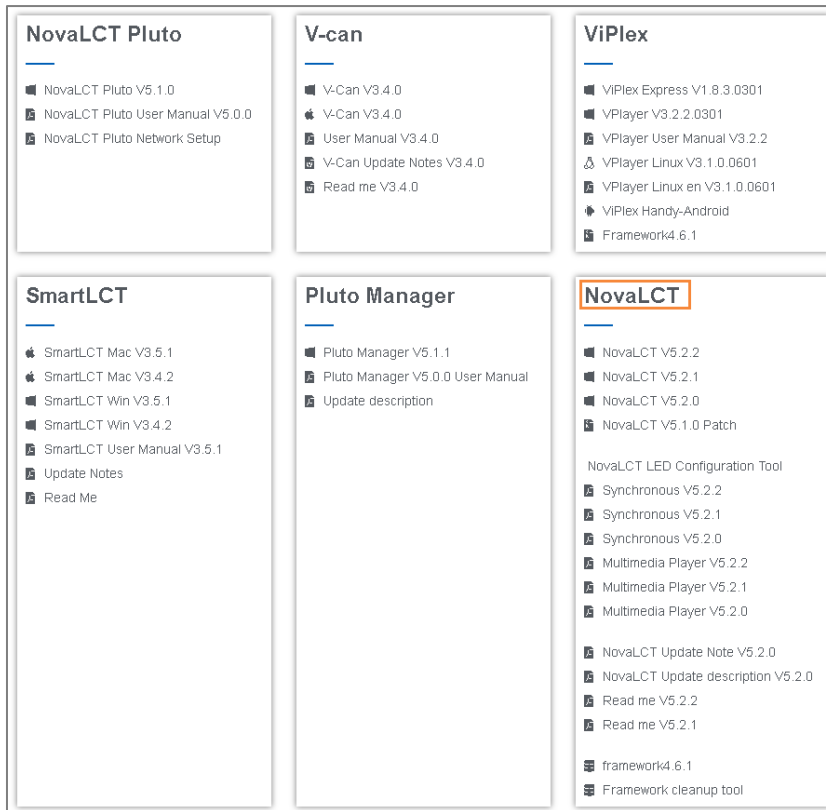 NovaLCT Pluto
NovaLCT Pluto V5.1.0
NovaLCT Pluto User Manual V5.0.0
NovaLCT Pluto Network Setup
V-can
V-Can V3.4.0
V-Can V3.4.0
User Manual V3.4.0
V-Can Update Notes V3.4.0
Read me V3.4.0
ViPlex
ViPlex Express V1.8.3.0301
VPlayer V3.2.2.0301
VPlayer User Manual V3.2.2
VPlayer Linux V3.1.0.0601
VPlayer Linux en V3.1.0.0601
ViPlex Handy-Android
Framework4.6.1
SmartLCT
SmartLCT Mac V3.5.1
SmartLCT Mac V3.4.2
SmartLCT Win V3.5.1
SmartLCT Win V3.4.2
SmartLCT User Manual V3.5.1
Update Notes
Read Me
Pluto Manager
Pluto Manager V5.1.1
Pluto Manager V5.0.0 User Manual
Update description
NovaLCT
NovaLCT V5.2.2
NovaLCT V5.2.1
NovaLCT V5.2.0
NovaLCT V5.1.0 Patch
NovaLCT LED Configuration Tool
Synchronous V5.2.2
Synchronous V5.2.1
Synchronous V5.2.0
Multimedia Player V5.2.2
Multimedia Player V5.2.1
Multimedia Player V5.2.0
NovaLCT Update Note V5.2.0
NovaLCT Update description V5.2.0
Read me V5.2.2
Read me V5.2.1
framework4.6.1
Framework cleanup tool